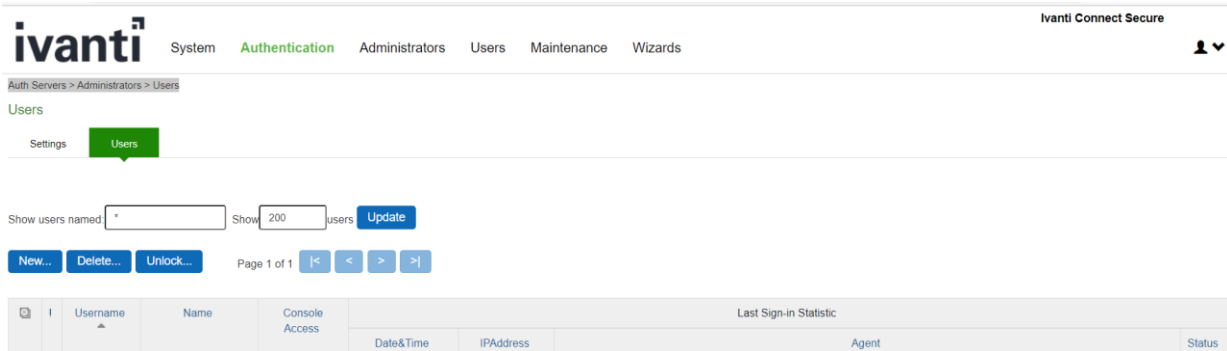 Ivanti Connect Secure
ivanti
System Authentication Administrators Users Maintenance Wizards
Auth Servers > Administrators > Users
Users
Settings Users
Show users named: * Show 200 users Update
New... Delete... Unlock... Page 1 of 1 |< < > >|
! Username Name Console Access Last Sign-in Statistic
Date&Time IPAddress Agent Status